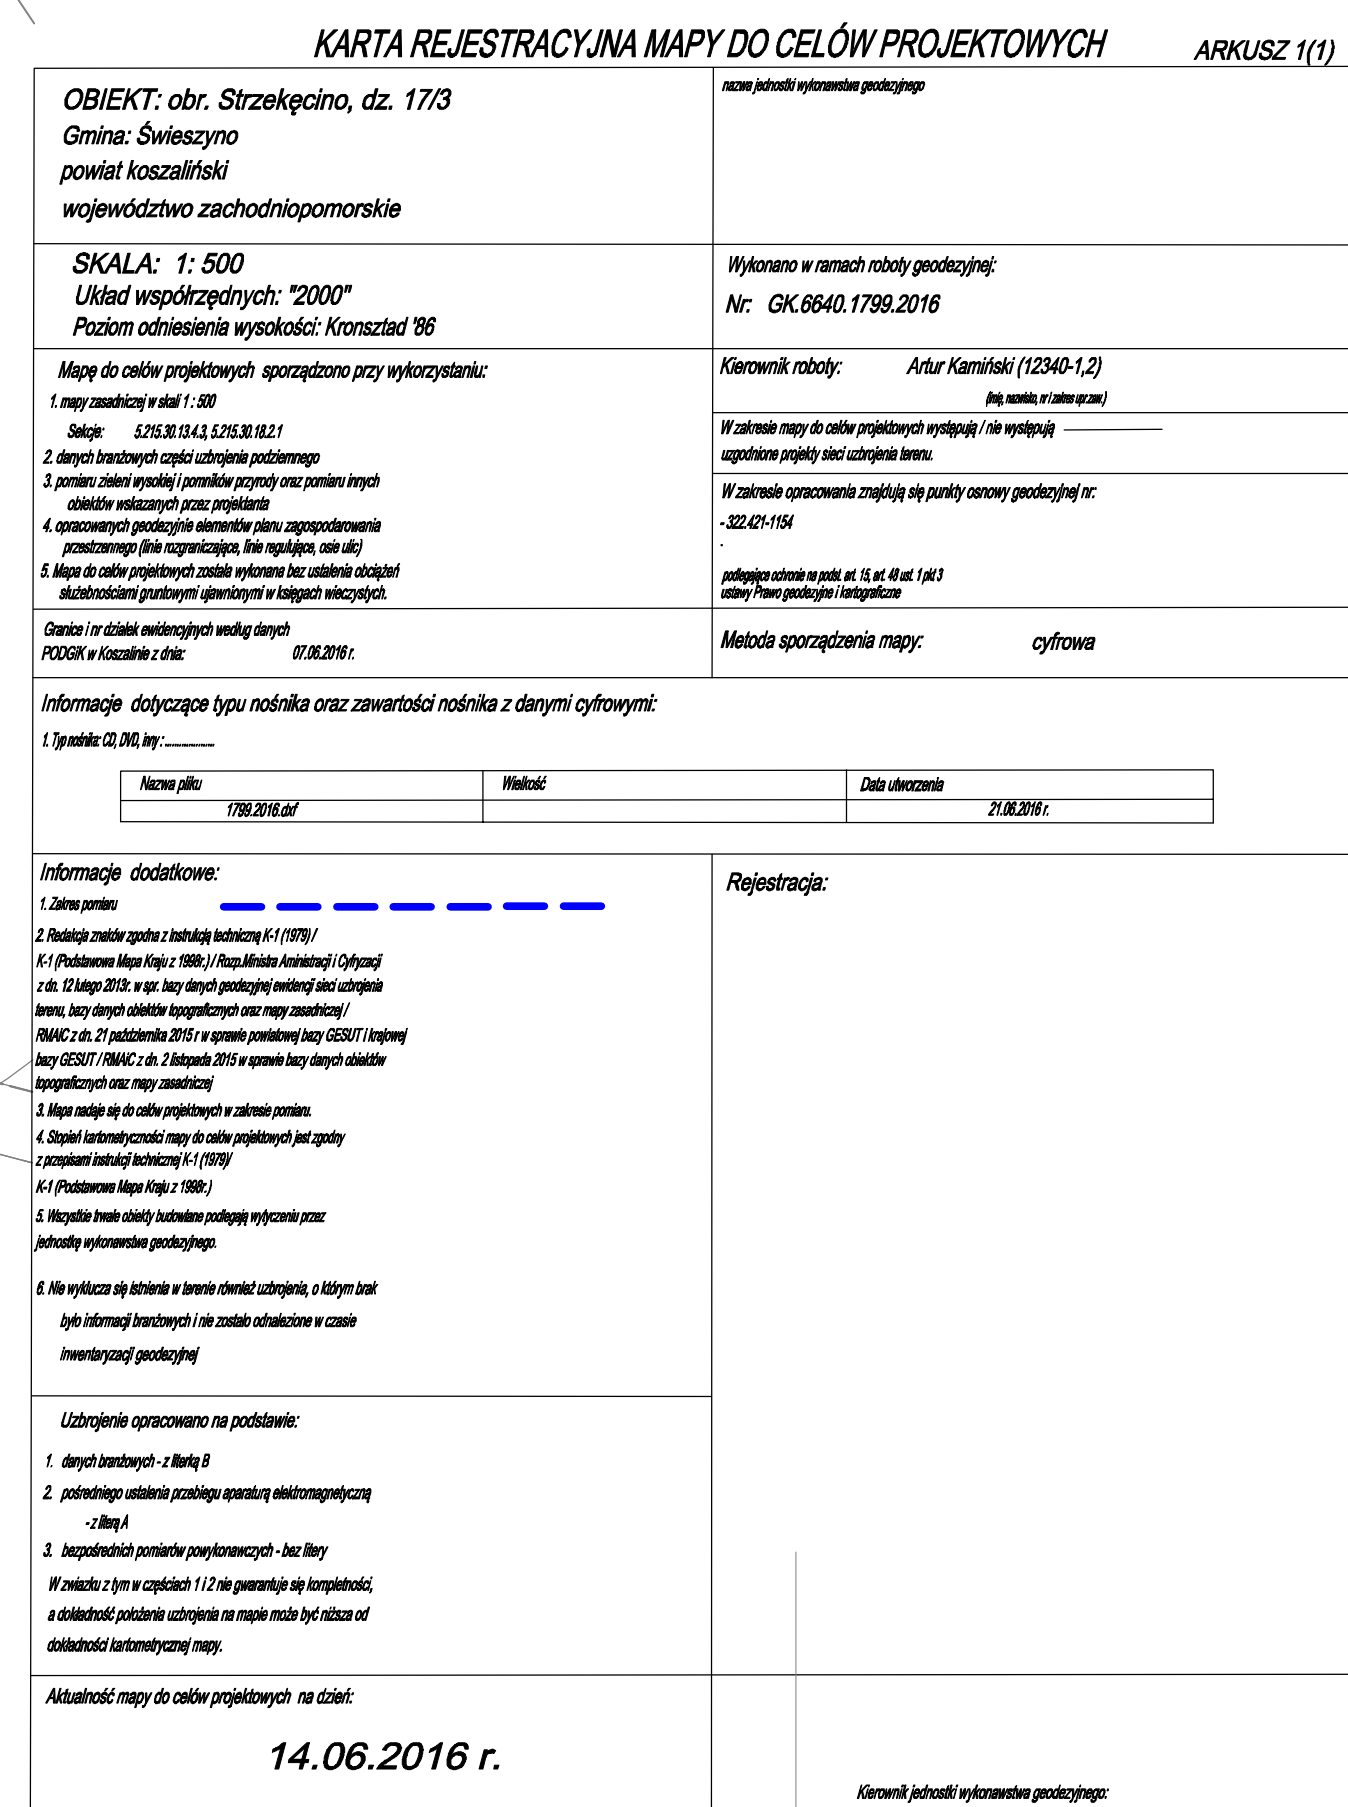 KARTA REJESTRACYJNA MAPY DO CELÓW PROJEKTOWYCH
ARKUSZ 1(1)
OBIEKT: obr. Strzekęcino, dz. 17/3
Gmina: Świeszyno
powiat koszaliński
województwo zachodniopomorskie
nazwa jednostki wykonawstwa geodezyjnego
SKALA: 1: 500
Układ współrzędnych: "2000"
Poziom odniesienia wysokości: Kronsztad '86
Wykonano w ramach roboty geodezyjnej:
Nr: GK.6640.1799.2016
Mapę do celów projektowych sporządzono przy wykorzystaniu:
1. mapy zasadniczej w skali 1 : 500
Sekcje: 5.215.30.13.4.3, 5.215.30.18.2.1
2. danych branżowych części uzbrojenia podziemnego
3. pomiaru zieleni wysokiej i pomników przyrody oraz pomiaru innych
obiektów wskazanych przez projektanta
4. opracowanych geodezyjnie elementów planu zagospodarowania
przestrzennego (linie rozgraniczające, linie regulujące, osie ulic)
5. Mapa do celów projektowych została wykonana bez ustalenia obciążeń
służebnościami gruntowymi ujawnionymi w księgach wieczystych.
Kierownik roboty: Artur Kamiński (12340-1,2)
(imię, nazwisko, nr i zakres upr.zaw.)
W zakresie mapy do celów projektowych występują / nie występują
uzgodnione projekty sieci uzbrojenia terenu.
W zakresie opracowania znajdują się punkty osnowy geodezyjnej nr:
- 322.421-1154
.
podlegające ochronie na podst. art. 15, art. 48 ust. 1 pkt 3
ustawy Prawo geodezyjne i kartograficzne
Granice i nr działek ewidencyjnych według danych
PODGiK w Koszalinie z dnia: 07.06.2016 r.
Metoda sporządzenia mapy: cyfrowa
Informacje dotyczące typu nośnika oraz zawartości nośnika z danymi cyfrowymi:
1. Typ nośnika: CD, DVD, inny : ...................
Nazwa pliku Wielkość Data utworzenia
1799.2016.dxf 21.06.2016 r.
Informacje dodatkowe:
1. Zakres pomiaru
2. Redakcja znaków zgodna z instrukcją techniczną K-1 (1979) /
K-1 (Podstawowa Mapa Kraju z 1998r.) / Rozp.Ministra Aministracji i Cyfryzacji
z dn. 12 lutego 2013r. w spr. bazy danych geodezyjnej ewidencji sieci uzbrojenia
terenu, bazy danych obiektów topograficznych oraz mapy zasadniczej /
RMAiC z dn. 21 października 2015 r w sprawie powiatowej bazy GESUT i krajowej
bazy GESUT / RMAiC z dn. 2 listopada 2015 w sprawie bazy danych obiektów
topograficznych oraz mapy zasadniczej
3. Mapa nadaje się do celów projektowych w zakresie pomiaru.
4. Stopień kartometryczności mapy do celów projektowych jest zgodny
z przepisami instrukcji technicznej K-1 (1979)/
K-1 (Podstawowa Mapa Kraju z 1998r.)
5. Wszystkie trwałe obiekty budowlane podlegają wytyczeniu przez
jednostkę wykonawstwa geodezyjnego.
6. Nie wyklucza się istnienia w terenie również uzbrojenia, o którym brak
było informacji branżowych i nie zostało odnalezione w czasie
inwentaryzacji geodezyjnej
Rejestracja:
Uzbrojenie opracowano na podstawie:
1. danych branżowych - z literką B
2. pośredniego ustalenia przebiegu aparaturą elektromagnetyczną
- z literą A
3. bezpośrednich pomiarów powykonawczych - bez litery
W zwiazku z tym w częściach 1 i 2 nie gwarantuje się kompletności,
a dokładność położenia uzbrojenia na mapie może być niższa od
dokładności kartometrycznej mapy.
Aktualność mapy do celów projektowych na dzień:
14.06.2016 r.
Kierownik jednostki wykonawstwa geodezyjnego: